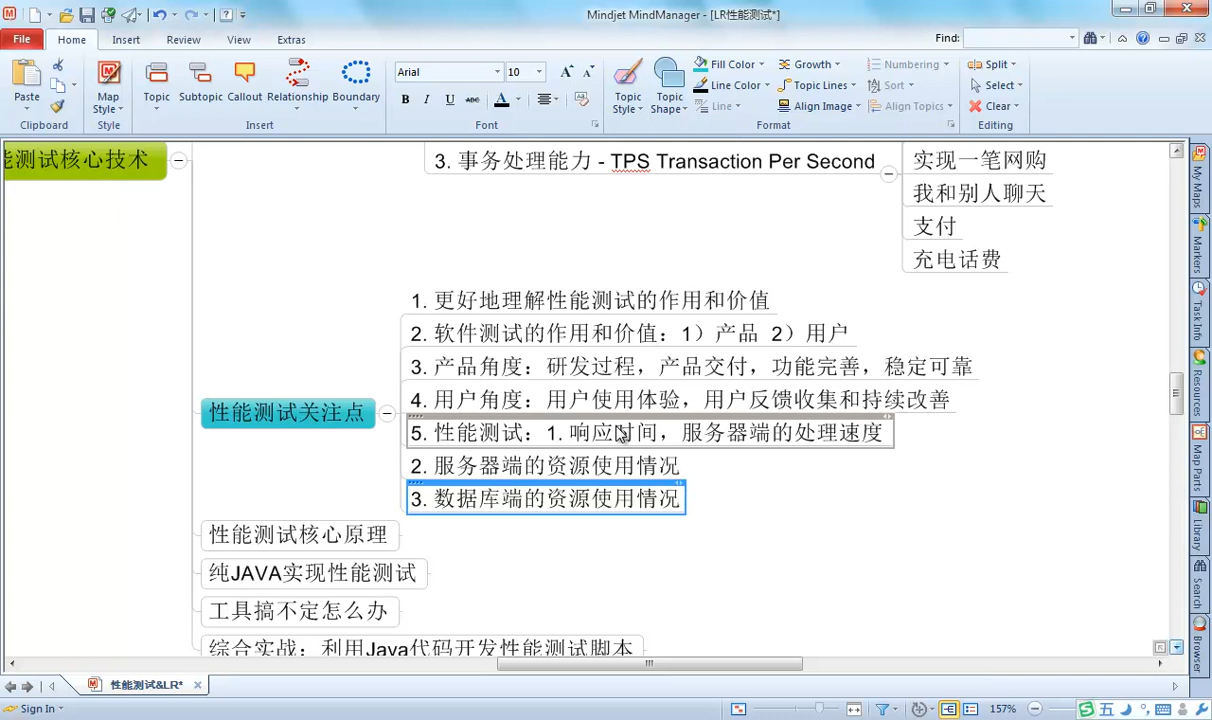 Mindjet MindManager - [LR性能测试*]
File Home Insert Review View Extras Find:
Paste Map Style Topic Subtopic Callout Relationship Boundary Arial 10 Topic Style Topic Shape Fill Color Growth Numbering Split
Line Color Topic Lines Sort Select
B I U abc A Line Align Image Align Topics Clear
Clipboard Style Insert Font Format Editing
能测试核心技术
3. 事务处理能力 - TPS Transaction Per Second
实现一笔网购
我和别人聊天
支付
充电话费
性能测试关注点
1. 更好地理解性能测试的作用和价值
2. 软件测试的作用和价值：1）产品 2）用户
3. 产品角度：研发过程，产品交付，功能完善，稳定可靠
4. 用户角度：用户使用体验，用户反馈收集和持续改善
5. 性能测试：1. 响应时间，服务器端的处理速度
2. 服务器端的资源使用情况
3. 数据库端的资源使用情况
性能测试核心原理
纯JAVA实现性能测试
工具搞不定怎么办
综合实战：利用Java代码开发性能测试脚本
My Maps
Markers
Task Info
Resources
Map Parts
Library
Search
Browser
性能测试&LR*
Sign In 157% 五